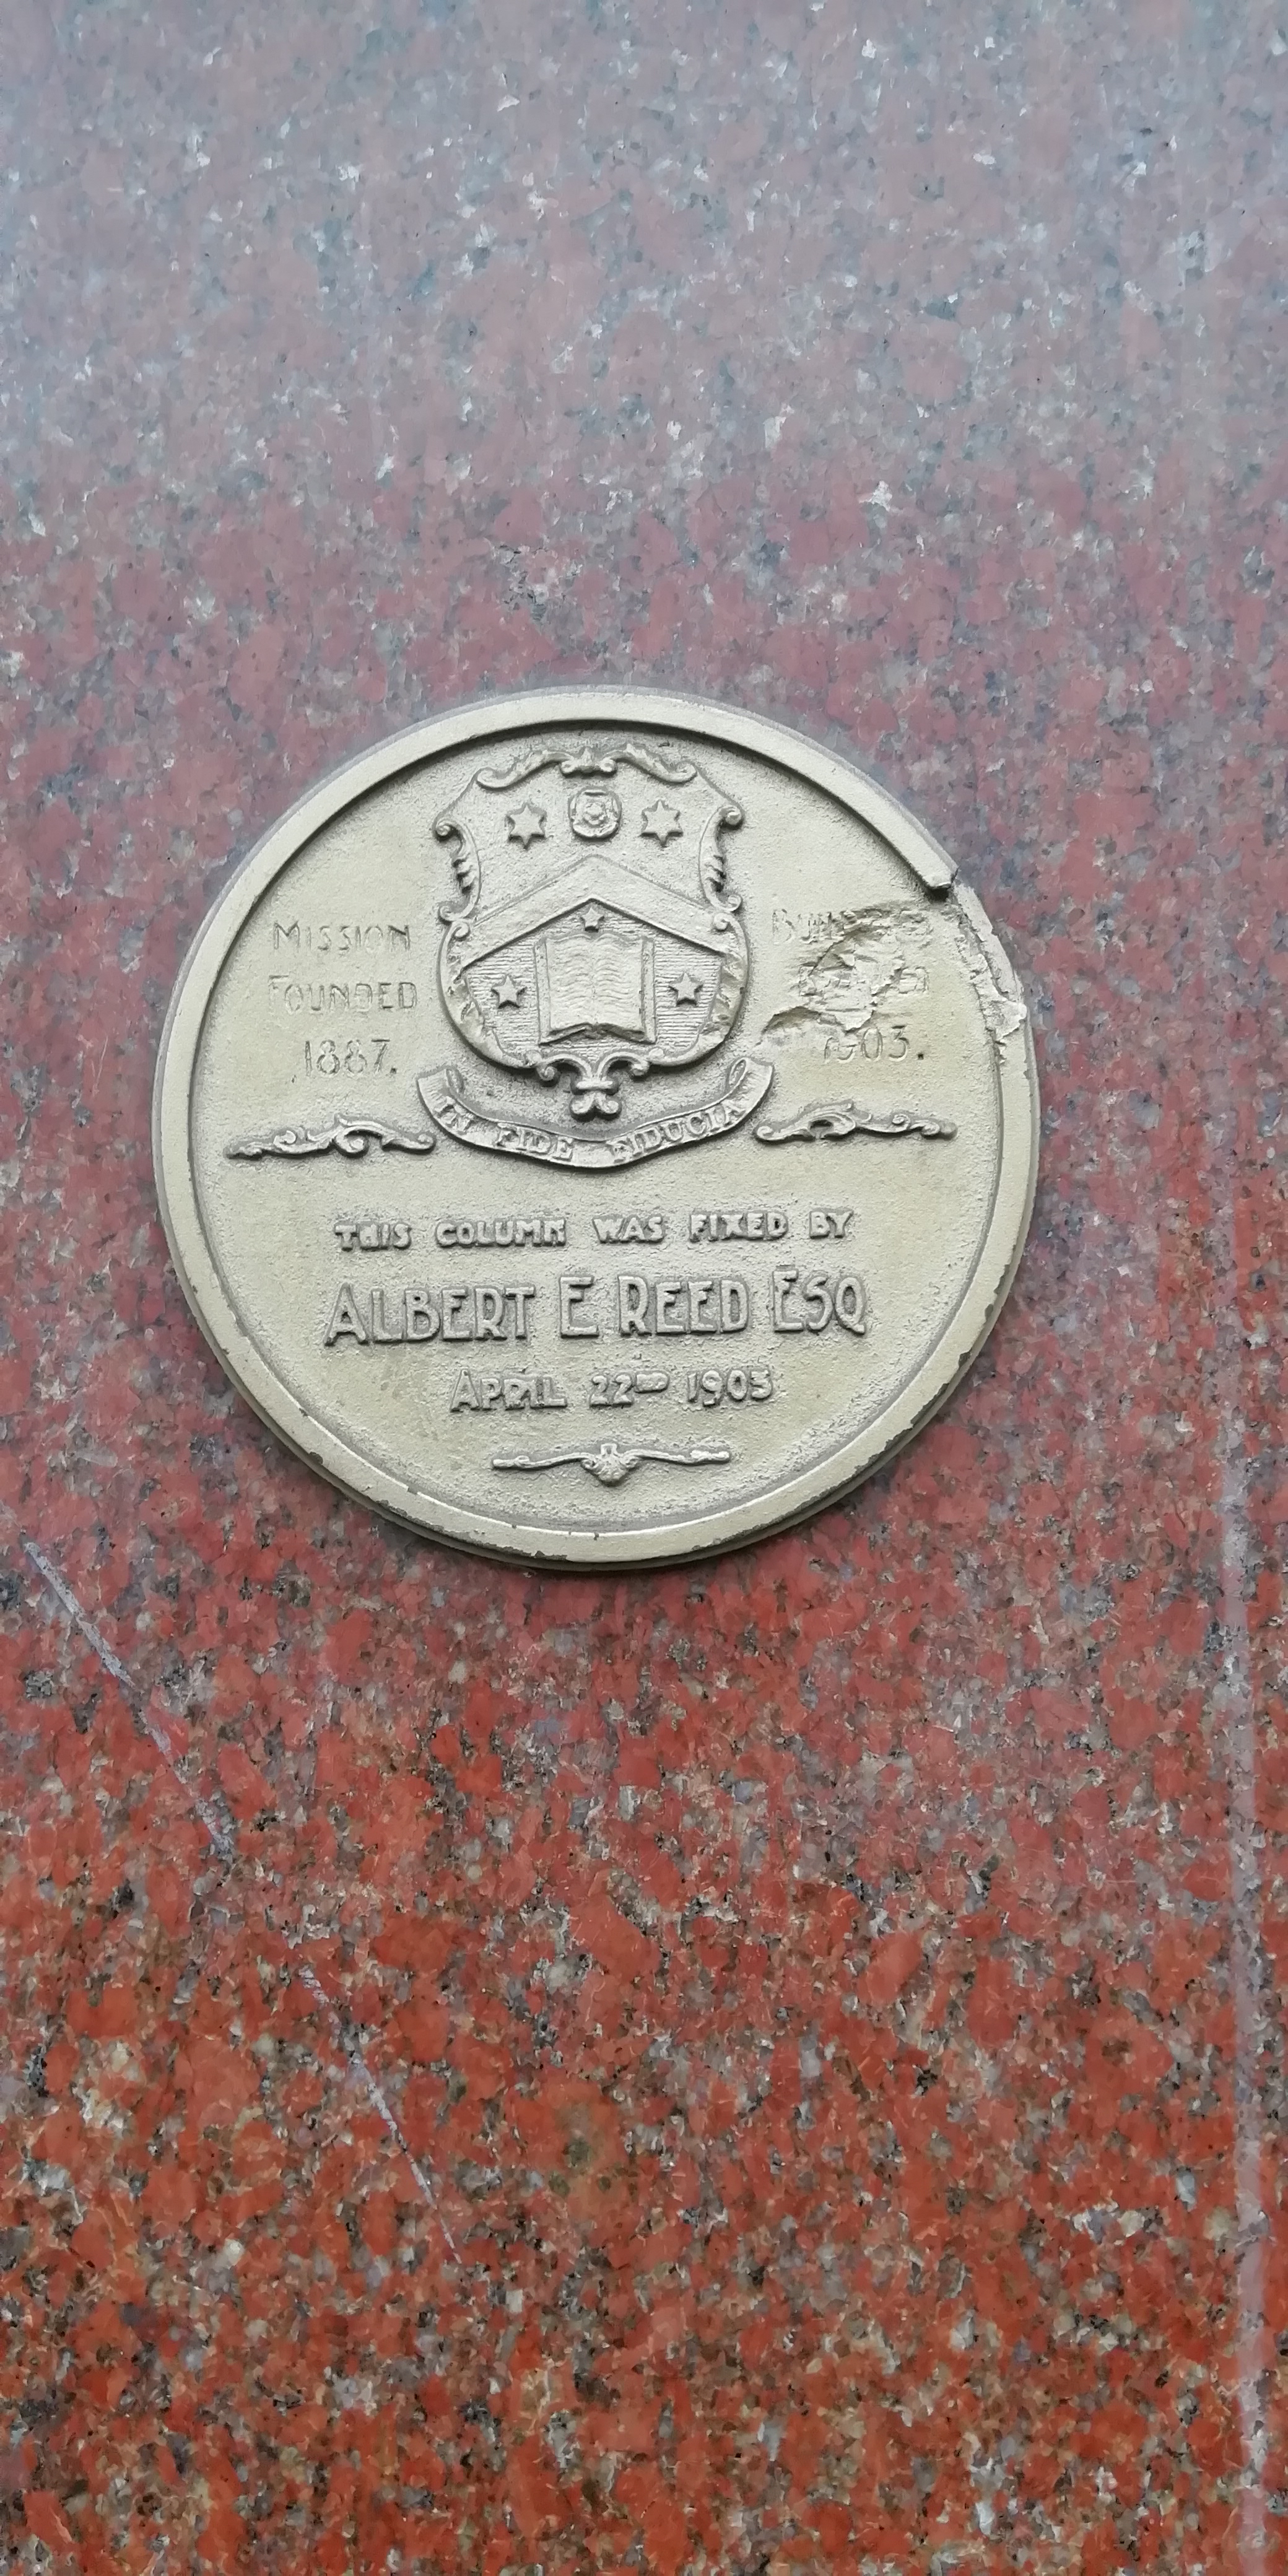 MISSION
FOUNDED
1887.
1903.
IN FIDE FIDUCIA
THIS COLUMN WAS FIXED BY
ALBERT E REED ESQ
APRIL 22ND 1903